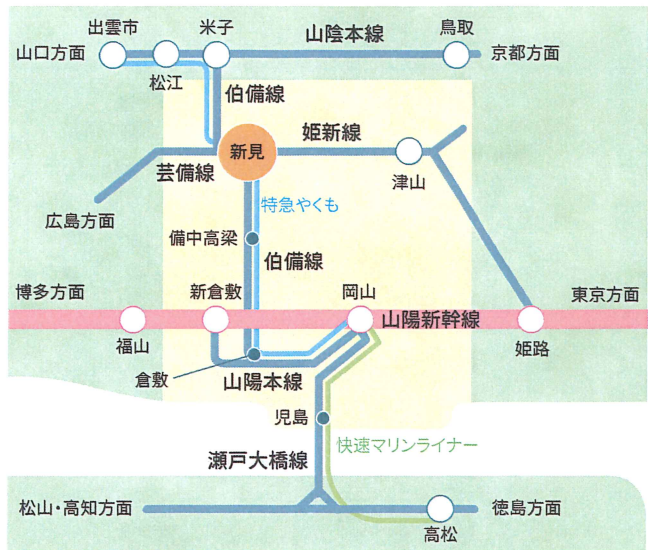 出雲市
米子
山陰本線
鳥取
山口方面
京都方面
松江
伯備線
姫新線
新見
芸備線
津山
特急やくも
広島方面
備中高梁
伯備線
博多方面
新倉敷
岡山
東京方面
山陽新幹線
福山
姫路
倉敷
山陽本線
児島
快速マリンライナー
瀬戸大橋線
松山・高知方面
徳島方面
高松